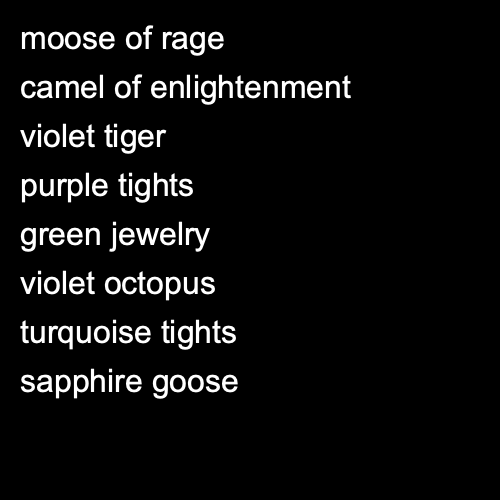 moose of rage
camel of enlightenment
violet tiger
purple tights
green jewelry
violet octopus
turquoise tights
sapphire goose